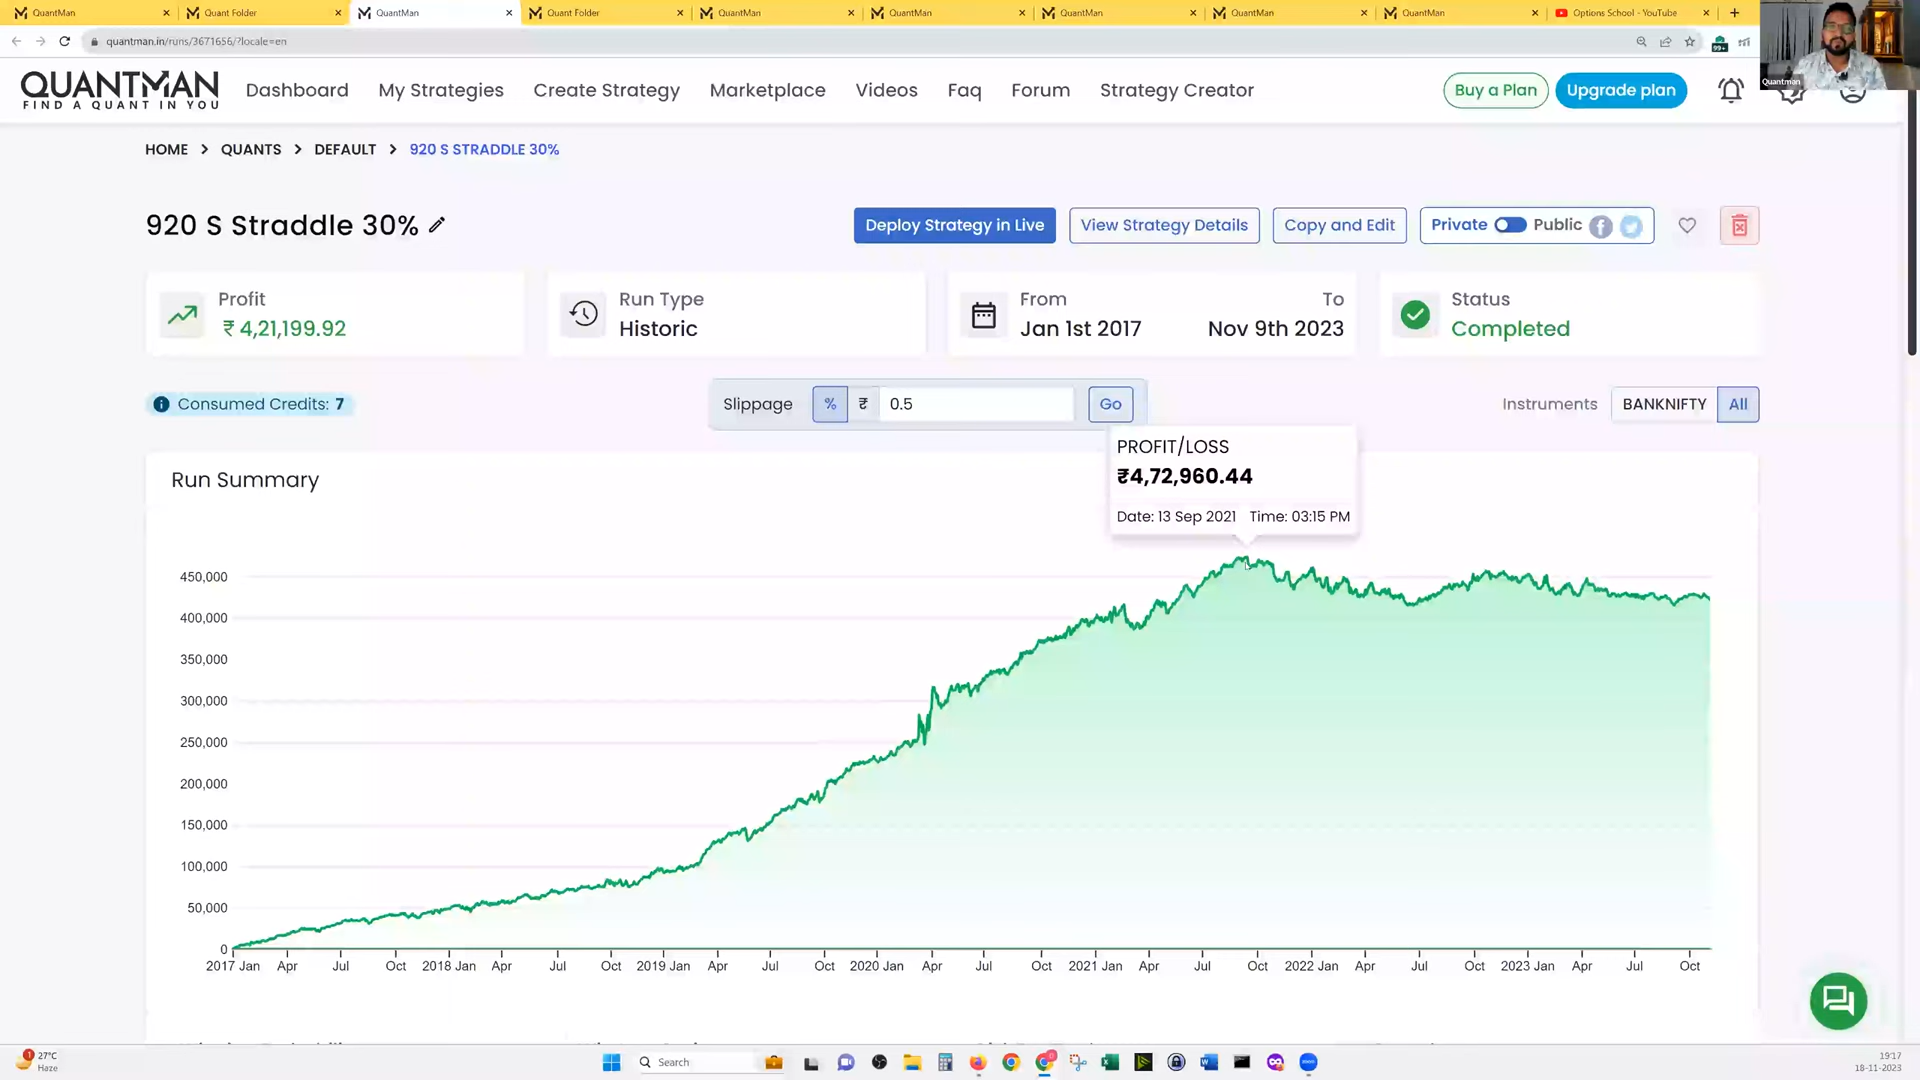 QuantMan
Quant Folder
QuantMan
Quant Folder
QuantMan
QuantMan
QuantMan
QuantMan
QuantMan
Options School - YouTube
quantman.in/runs/3671656/?locale=en
99+
Quantman
QUANTMAN
FIND A QUANT IN YOU
Dashboard
My Strategies
Create Strategy
Marketplace
Videos
Faq
Forum
Strategy Creator
Buy a Plan
Upgrade plan
HOME > QUANTS > DEFAULT > 920 S STRADDLE 30%
920 S Straddle 30%
Deploy Strategy in Live
View Strategy Details
Copy and Edit
Private
Public
Profit
₹ 4,21,199.92
Run Type
Historic
From
Jan 1st 2017
To
Nov 9th 2023
Status
Completed
Consumed Credits: 7
Slippage
%
₹
0.5
Go
Instruments
BANKNIFTY
All
PROFIT/LOSS
₹4,72,960.44
Date: 13 Sep 2021 Time: 03:15 PM
Run Summary
450,000
400,000
350,000
300,000
250,000
200,000
150,000
100,000
50,000
0
2017 Jan Apr Jul Oct 2018 Jan Apr Jul Oct 2019 Jan Apr Jul Oct 2020 Jan Apr Jul Oct 2021 Jan Apr Jul Oct 2022 Jan Apr Jul Oct 2023 Jan Apr Jul Oct
1
27°C
Haze
Search
19:17
18-11-2023